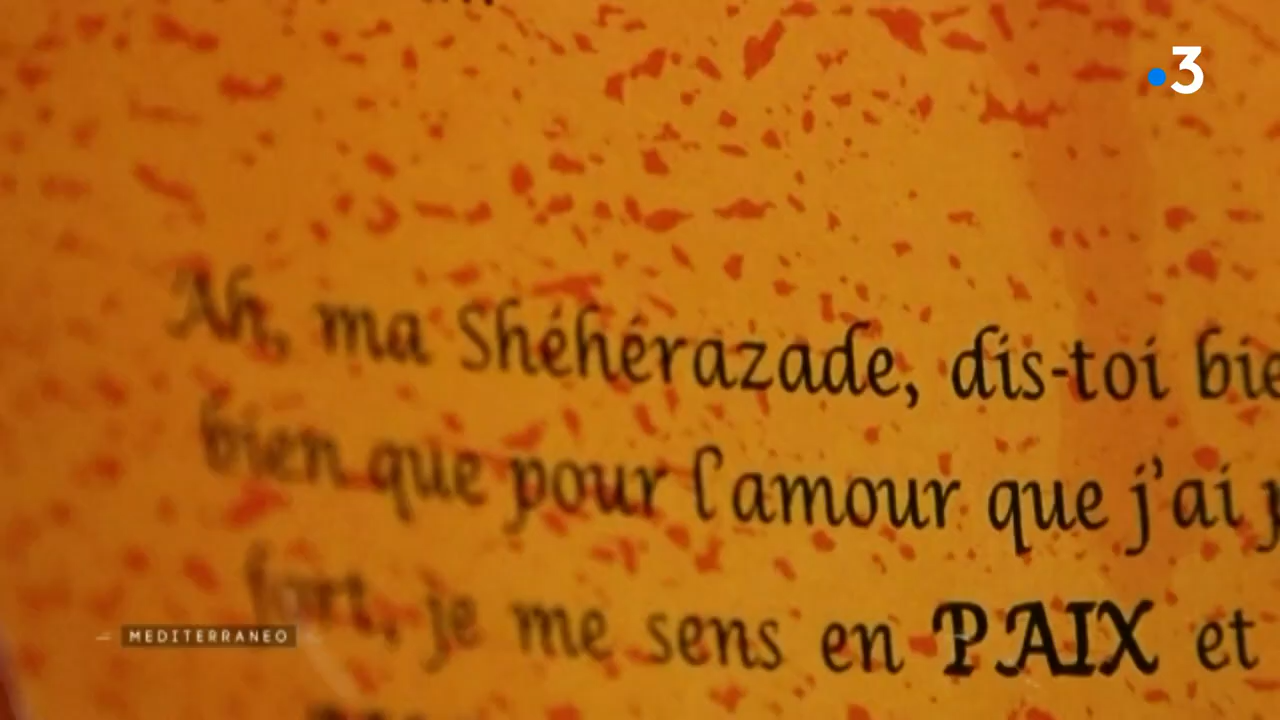 3
Ah, ma Shéhérazade, dis-toi bie
bien que pour l'amour que j'ai p
fort, je me sens en PAIX et
MEDITERRANEO